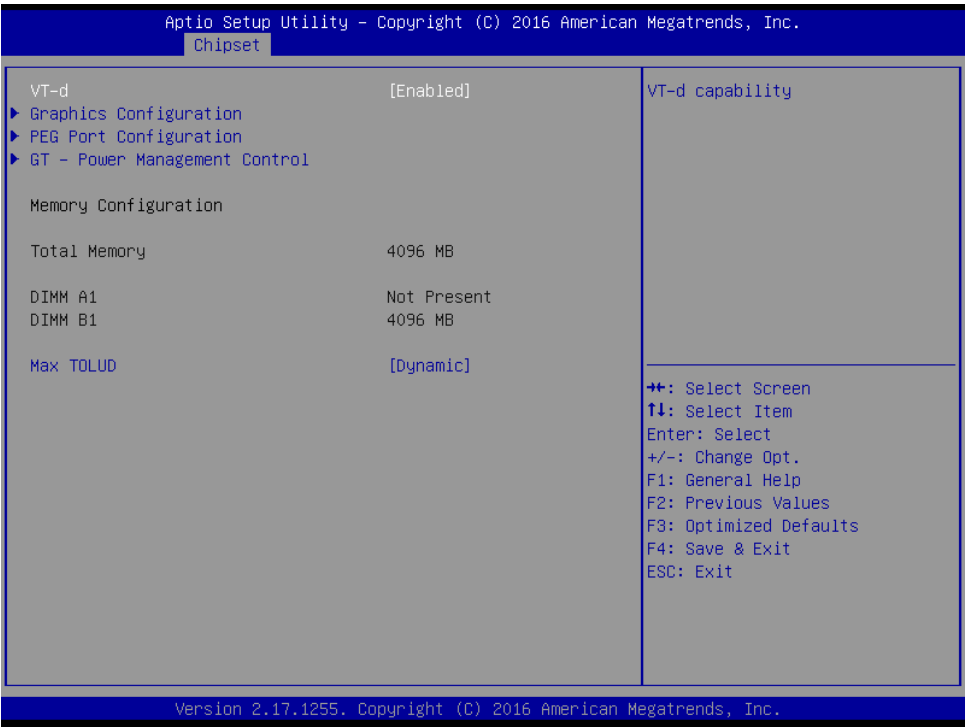 Aptio Setup Utility – Copyright (C) 2016 American Megatrends, Inc.
Chipset
VT-d [Enabled]
Graphics Configuration
PEG Port Configuration
GT – Power Management Control
Memory Configuration
Total Memory 4096 MB
DIMM A1 Not Present
DIMM B1 4096 MB
Max TOLUD [Dynamic]
VT-d capability
→←: Select Screen
↑↓: Select Item
Enter: Select
+/-: Change Opt.
F1: General Help
F2: Previous Values
F3: Optimized Defaults
F4: Save & Exit
ESC: Exit
Version 2.17.1255. Copyright (C) 2016 American Megatrends, Inc.